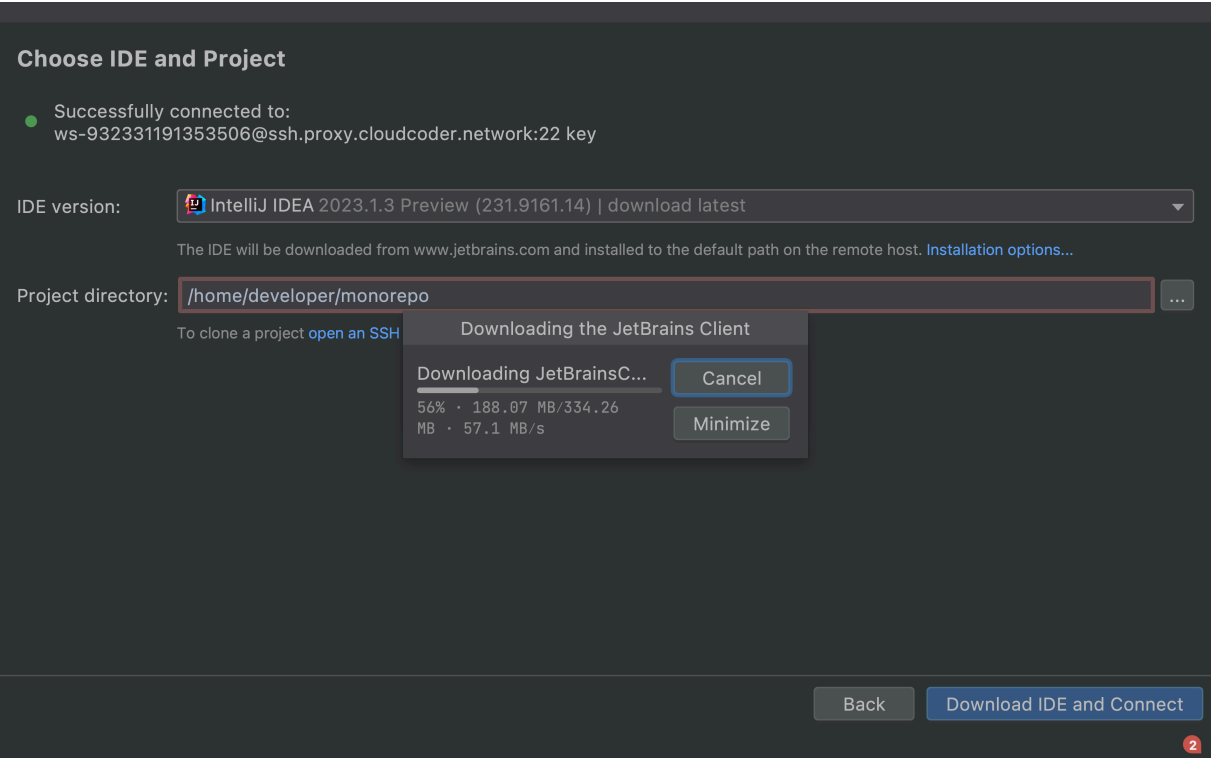 Choose IDE and Project
Successfully connected to:
ws-932331191353506@ssh.proxy.cloudcoder.network:22 key
IDE version: IntelliJ IDEA 2023.1.3 Preview (231.9161.14) | download latest
The IDE will be downloaded from www.jetbrains.com and installed to the default path on the remote host. Installation options...
Project directory: /home/developer/monorepo ...
To clone a project open an SSH
Downloading the JetBrains Client
Downloading JetBrainsC... Cancel
56% · 188.07 MB/334.26
MB · 57.1 MB/s
Minimize
Back Download IDE and Connect
2